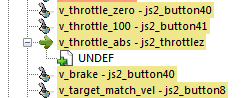 v_throttle_zero - js2_button40
v_throttle_100 - js2_button41
v_throttle_abs - js2_throttlez
UNDEF
v_brake - js2_button40
v_target_match_vel - js2_button8